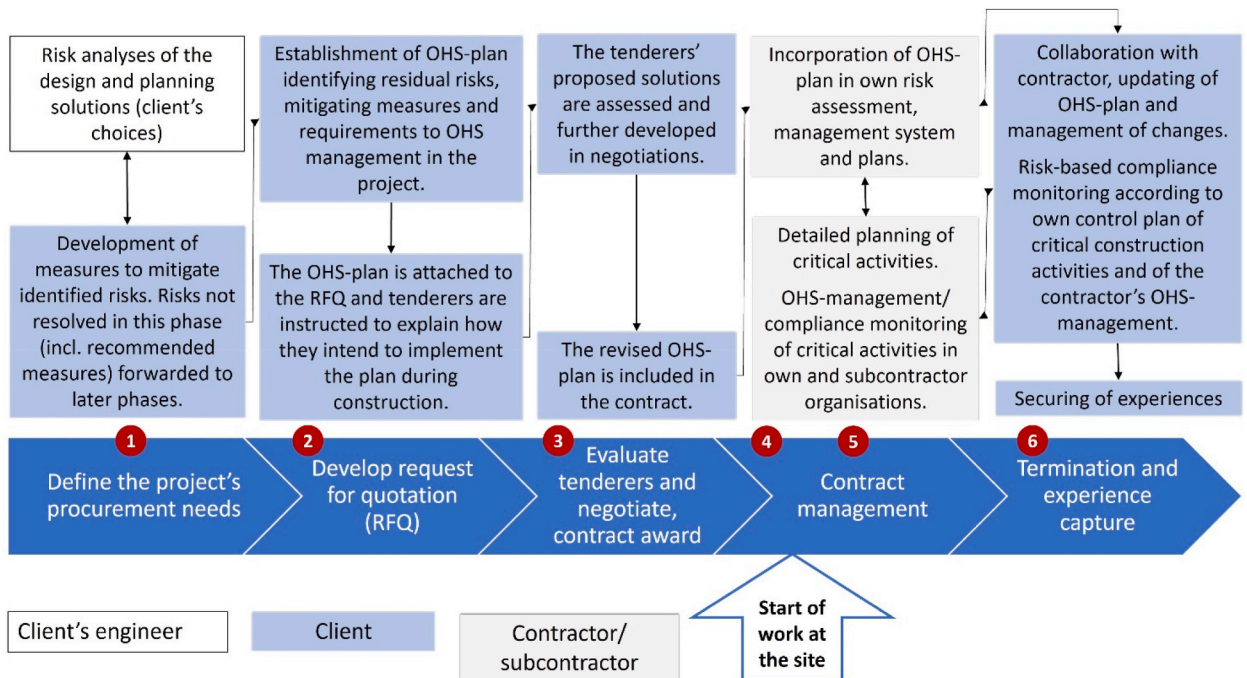 Risk analyses of the
design and planning
solutions (client's
choices)
Development of
measures to mitigate
identified risks. Risks not
resolved in this phase
(incl. recommended
measures) forwarded to
later phases.
Establishment of OHS-plan
identifying residual risks,
mitigating measures and
requirements to OHS
management in the
project.
The OHS-plan is attached to
the RFQ and tenderers are
instructed to explain how
they intend to implement
the plan during
construction.
The tenderers'
proposed solutions
are assessed and
further developed in
negotiations.
The revised OHS-
plan is included in
the contract.
Incorporation of OHS-
plan in own risk
assessment,
management system
and plans.
Detailed planning of
critical activities.
OHS-management/
compliance monitoring
of critical activities in
own and subcontractor
organisations.
Collaboration with
contractor, updating of
OHS-plan and
management of changes.
Risk-based compliance
monitoring according to
own control plan of
critical construction
activities and of the
contractor's OHS-
management.
Securing of experiences
1
Define the project's
procurement needs
2
Develop request
for quotation
(RFQ)
3
Evaluate
tenderers and
negotiate,
contract award
4
5
Contract
management
6
Termination and
experience
capture
Client's engineer
Client
Contractor/
subcontractor
Start of
work at
the site